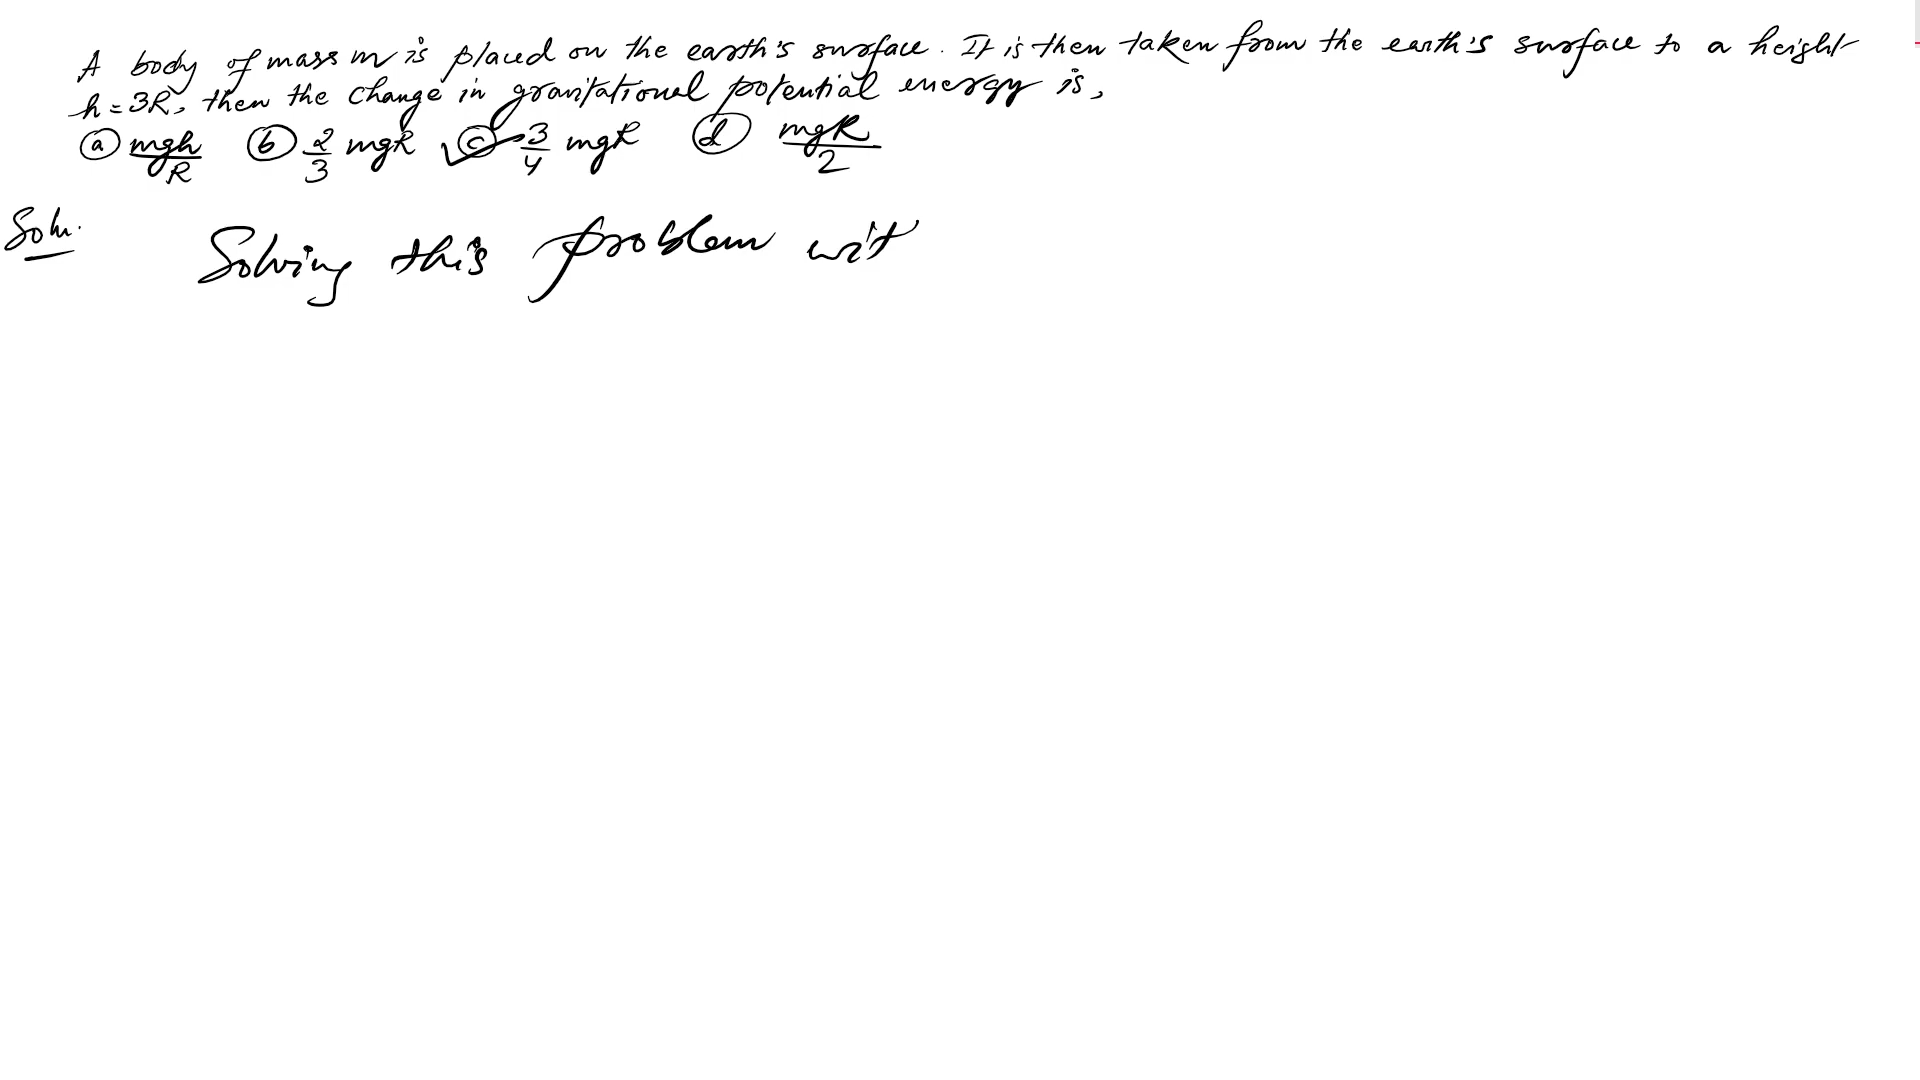 A body of mass m is placed on the earth's surface. It is then taken from the earth's surface to a height
h = 3R, then the change in gravitational potential energy is,
(a) mgh/R (b) 2/3 mgR (c) 3/4 mgR (d) mgR/2
Soln.
Solving this problem wit